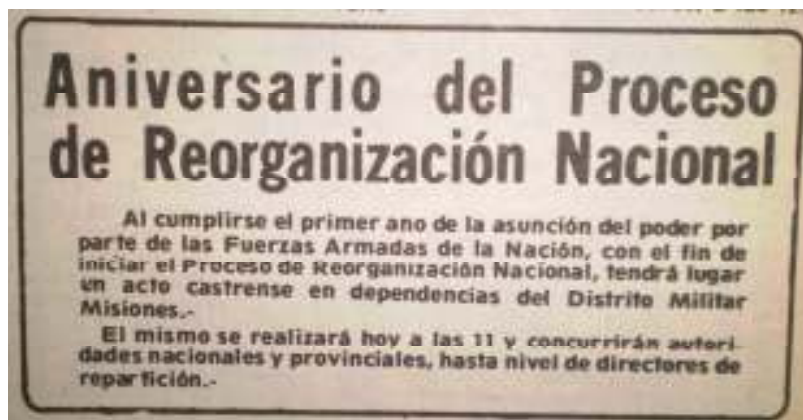 Aniversario del Proceso
de Reorganización Nacional
Al cumplirse el primer ano de la asunción del poder por
parte de las Fuerzas Armadas de la Nación, con el fin de
iniciar el Proceso de Reorganización Nacional, tendrá lugar
un acto castrense en dependencias del Distrito Militar
Misiones.-
El mismo se realizará hoy a las 11 y concurrirán autori-
dades nacionales y provinciales, hasta nivel de directores de
repartición.-